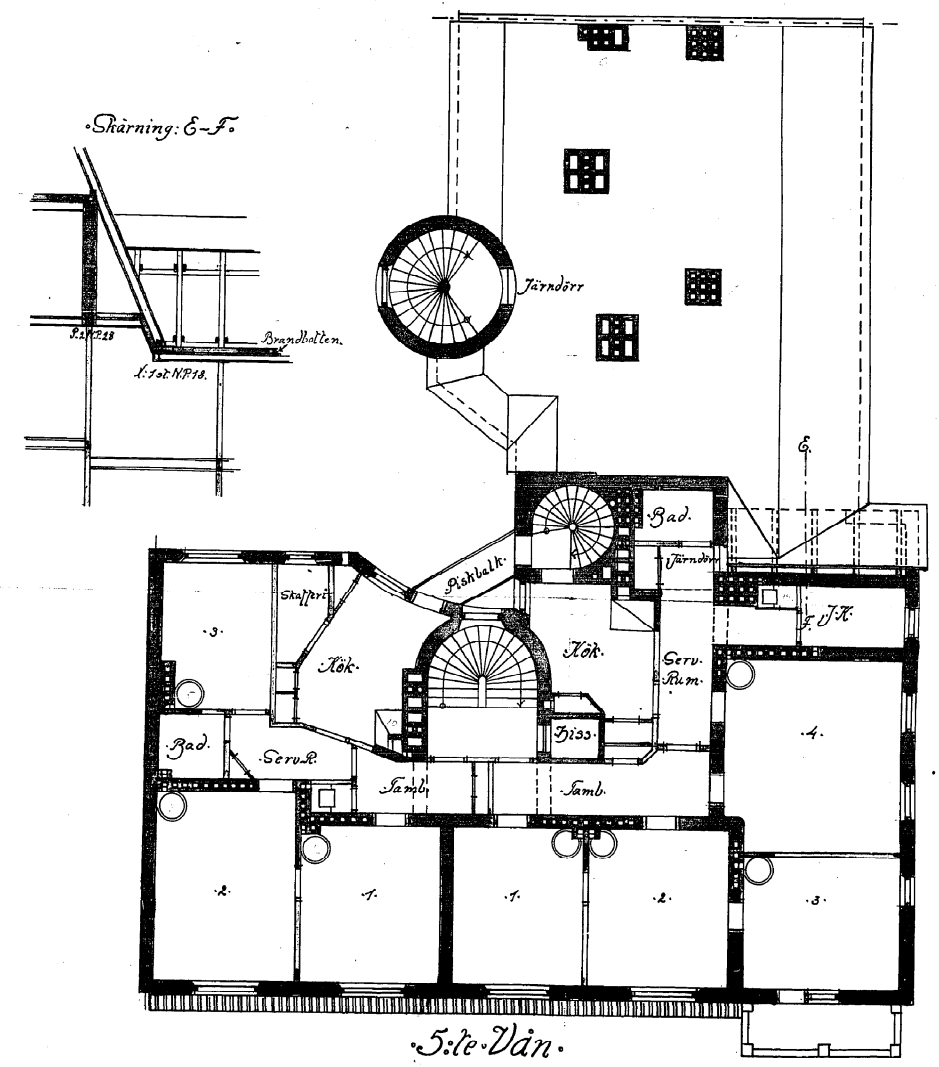 Skärning: E-F.
Järndörr
Brandbotten.
E.
Bad.
Järndörr
Piskbalk.
Skafferi
F.
J.K.
3
Kök.
Kök.
Serv.
Rum.
Hiss.
4.
Bad.
Serv.R.
Tamb.
Tamb.
2
1.
1.
2.
3
5:te Vån.